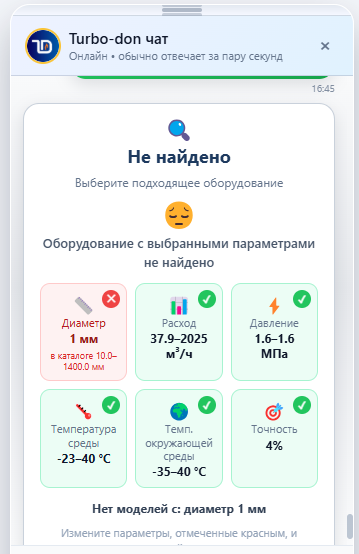 Turbo-don чат
Онлайн • обычно отвечает за пару секунд
16:45
Не найдено
Выберите подходящее оборудование
Оборудование с выбранными параметрами
не найдено
Диаметр
1 мм
в каталоге 10.0–
1400.0 мм
Расход
37.9–2025
м³/ч
Давление
1.6–1.6
МПа
Температура
среды
-23–40 °C
Темп.
окружающей
среды
-35–40 °C
Точность
4%
Нет моделей с: диаметр 1 мм
Измените параметры, отмеченные красным, и